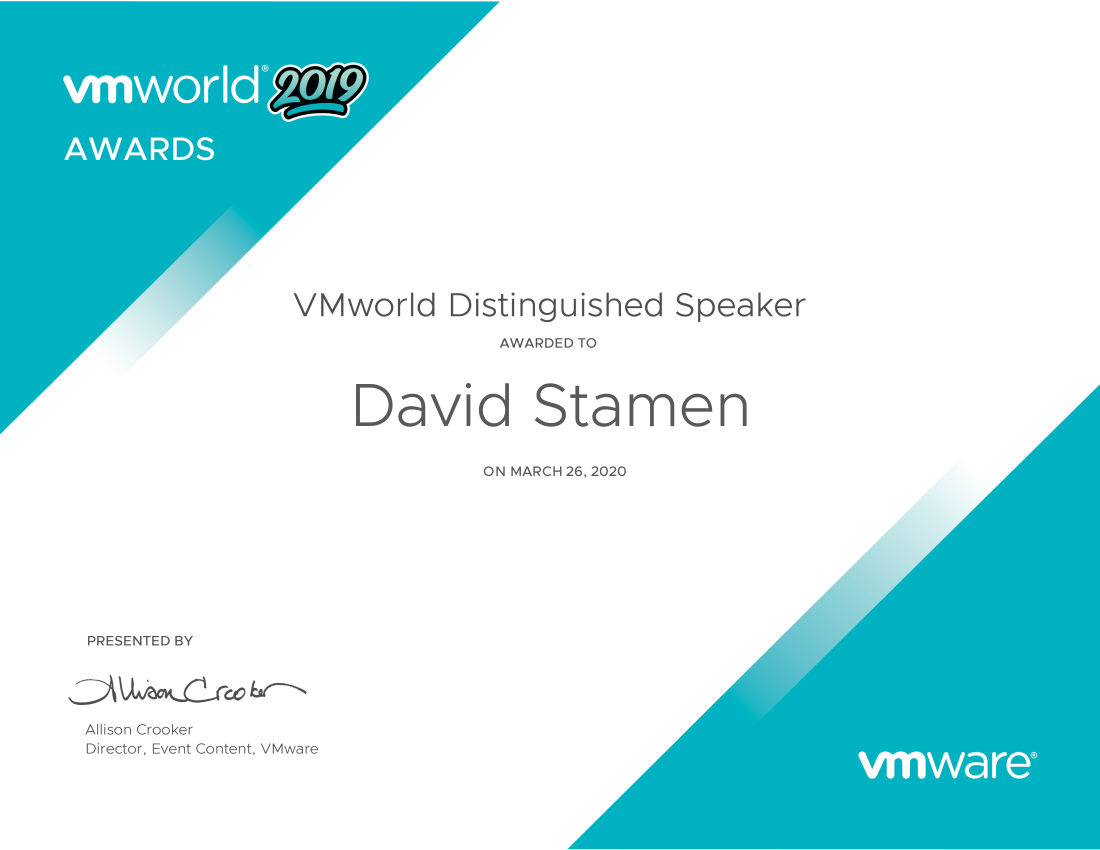 vmworld® 2019
AWARDS
VMworld Distinguished Speaker
AWARDED TO
David Stamen
ON MARCH 26, 2020
PRESENTED BY
Allison Crooker
Allison Crooker
Director, Event Content, VMware
vmware®